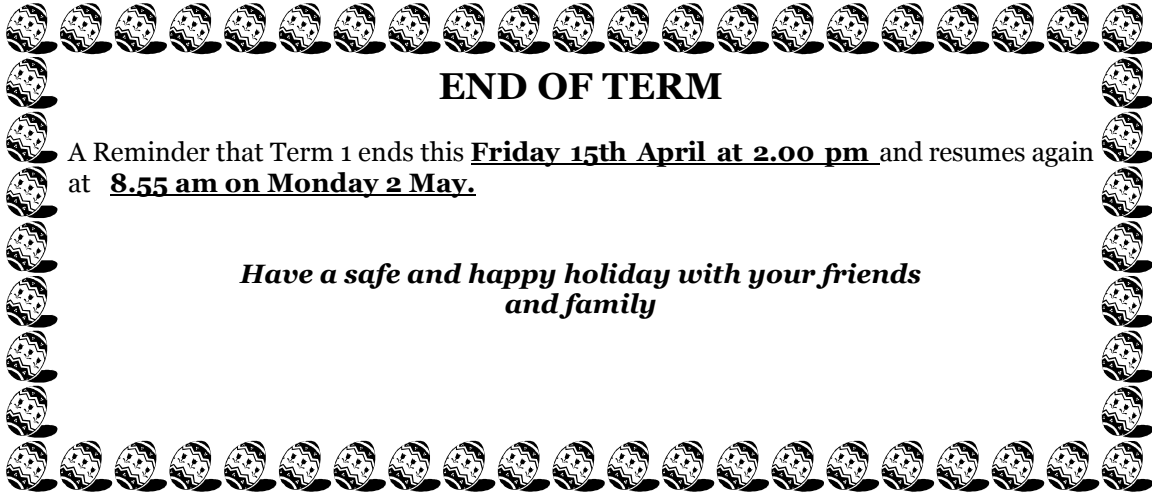 END OF TERM
A Reminder that Term 1 ends this Friday 15th April at 2.00 pm and resumes again
at 8.55 am on Monday 2 May.
Have a safe and happy holiday with your friends
and family